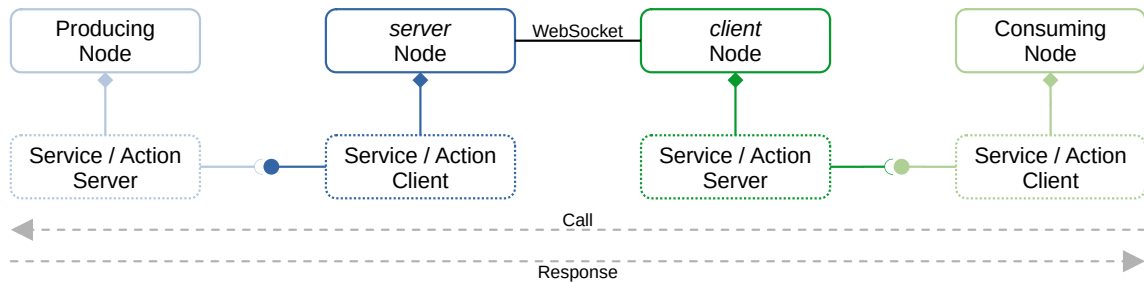 Producing
Node
server
Node
WebSocket
client
Node
Consuming
Node
Service / Action
Server
Service / Action
Client
Service / Action
Server
Service / Action
Client
Call
Response